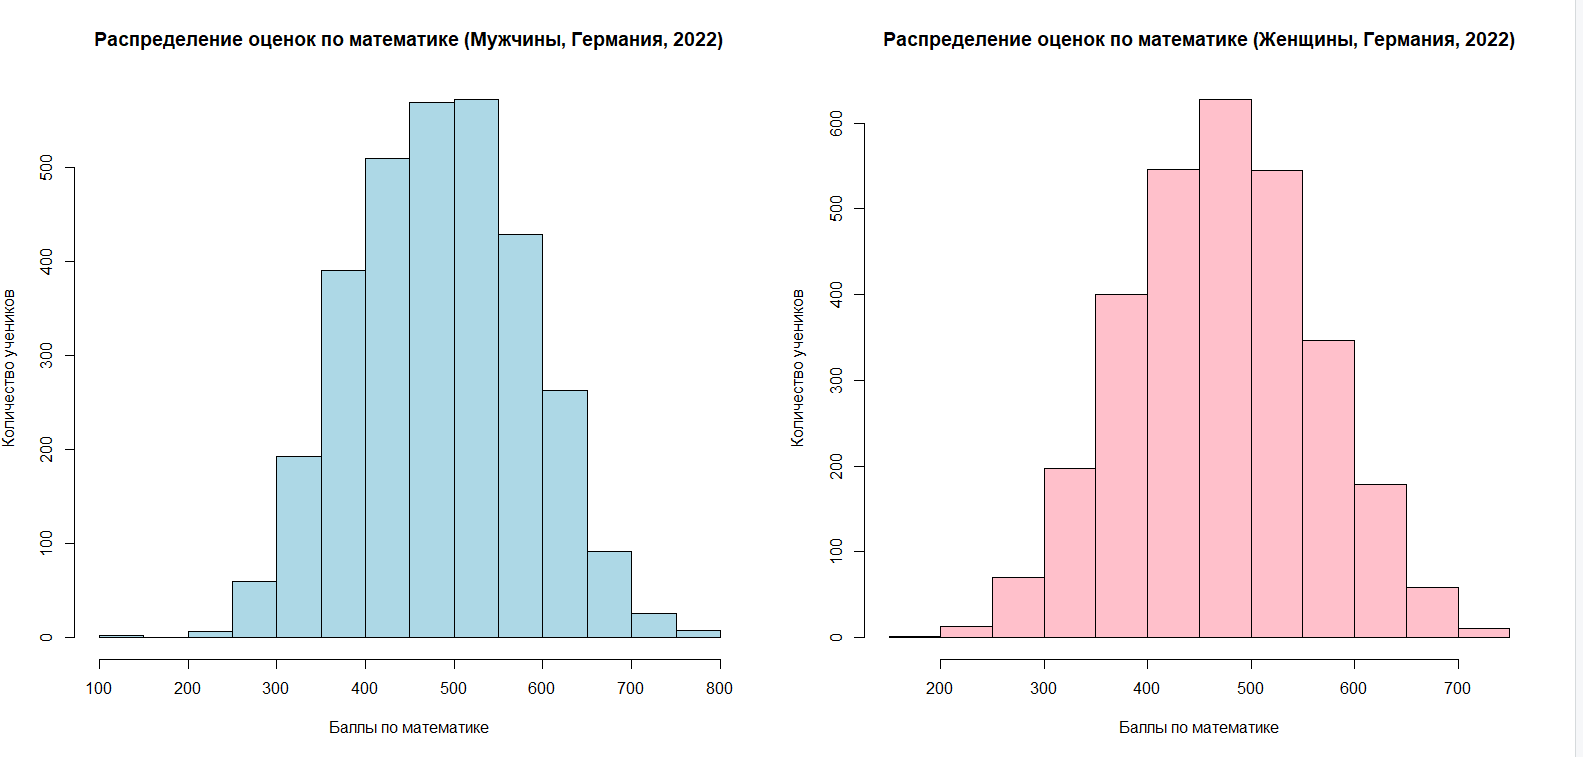 Распределение оценок по математике (Мужчины, Германия, 2022)
Количество учеников
500
400
300
200
100
0
100 200 300 400 500 600 700 800
Баллы по математике
Распределение оценок по математике (Женщины, Германия, 2022)
Количество учеников
600
500
400
300
200
100
0
200 300 400 500 600 700
Баллы по математике